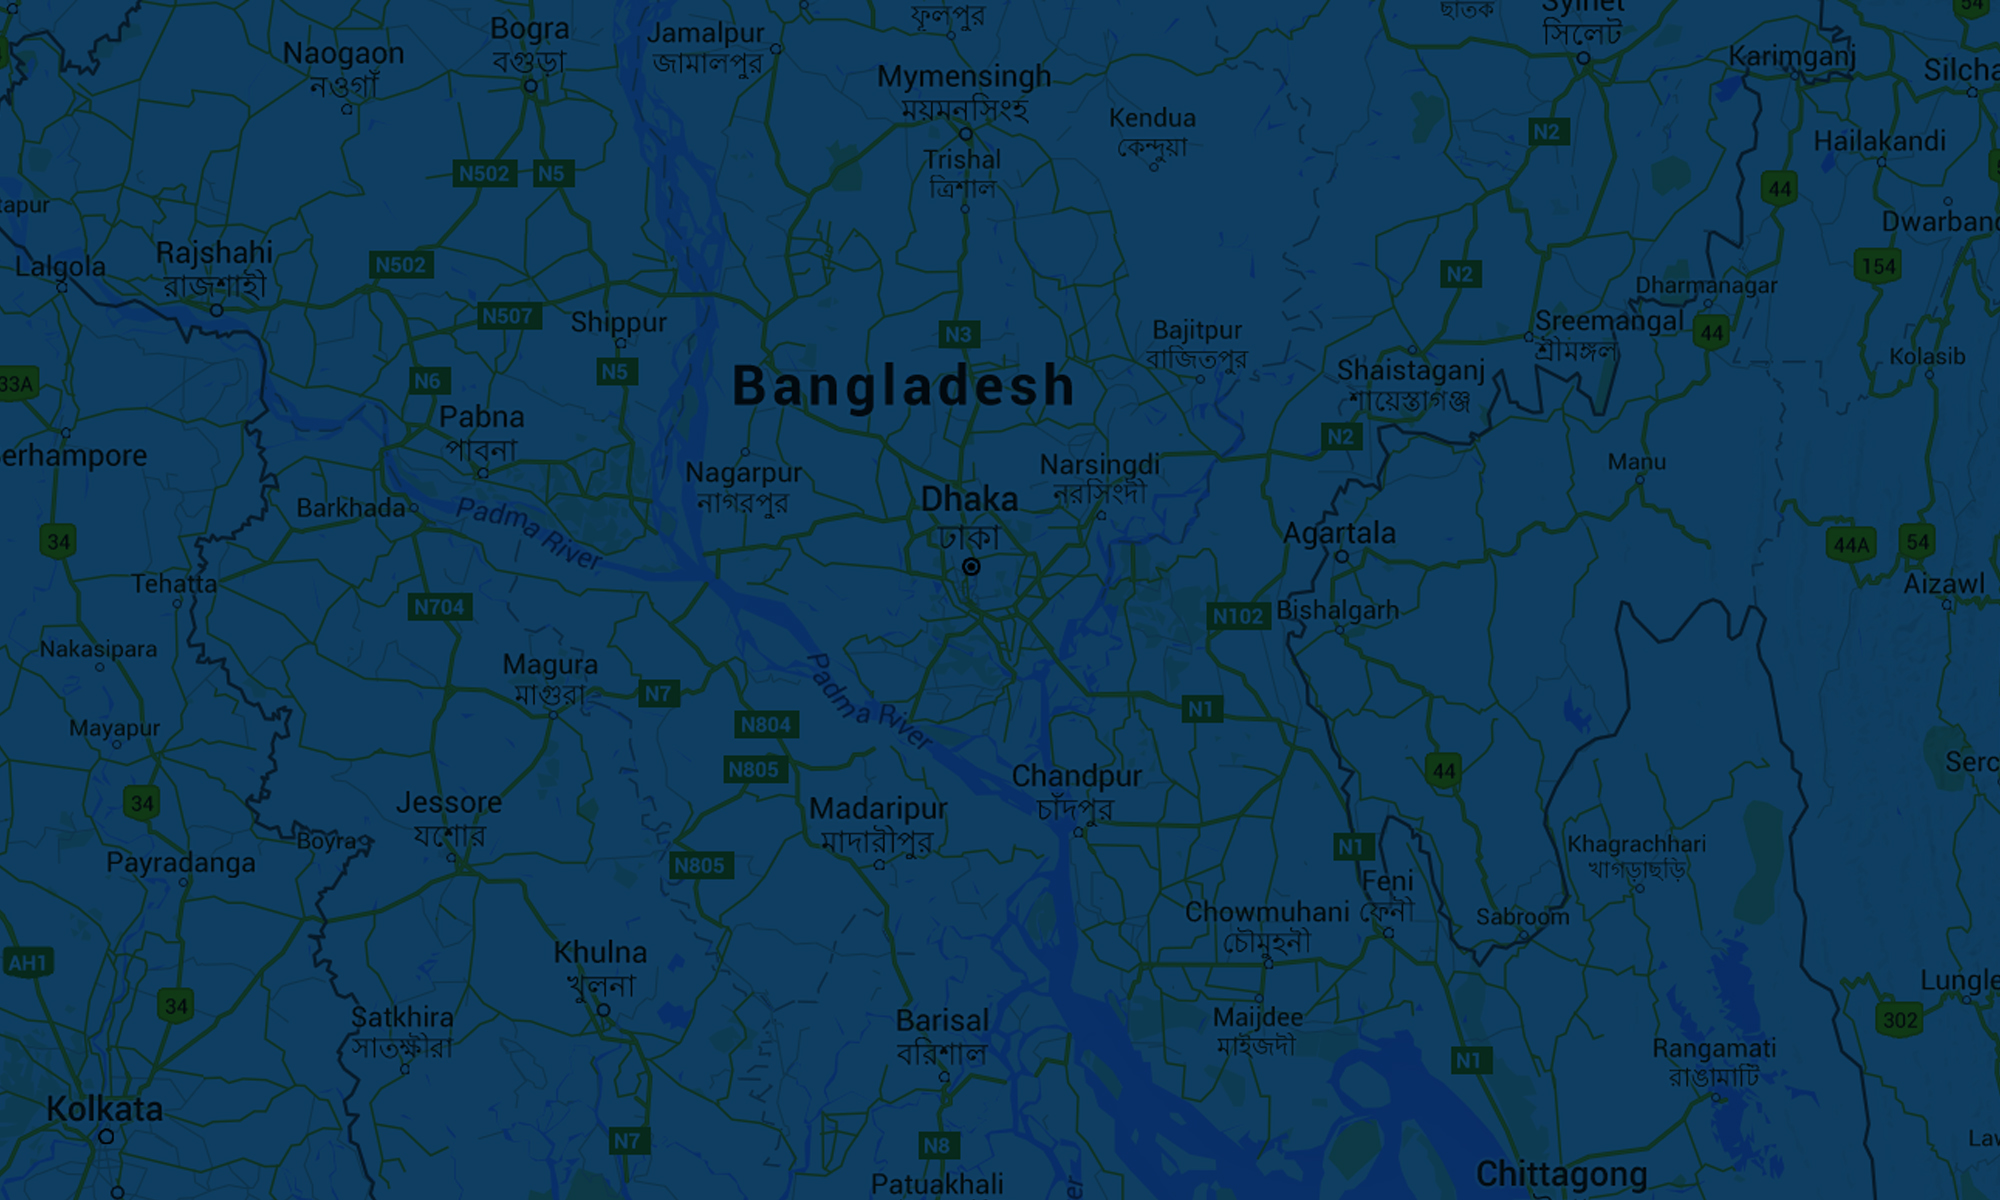 ফুলপুর
ছাতক
Sylhet
সিলেট
54
Bogra
বগুড়া
Jamalpur
জামালপুর
Naogaon
নওগাঁ
Mymensingh
ময়মনসিংহ
Karimganj
Silcha
Kendua
কেন্দুয়া
N2
Hailakandi
Trishal
ত্রিশাল
N502
N5
44
tapur
Dwarband
Rajshahi
রাজশাহী
Lalgola
N502
N2
154
Dharmanagar
N507
Shippur
N3
Bajitpur
বাজিতপুর
Sreemangal
শ্রীমঙ্গল
44
Kolasib
33A
N6
N5
Bangladesh
Shaistaganj
শায়েস্তাগঞ্জ
Pabna
পাবনা
N2
erhampore
Nagarpur
নাগরপুর
Narsingdi
নরসিংদী
Manu
Barkhada
Padma River
Dhaka
ঢাকা
Agartala
34
44A
54
Tehatta
Aizawl
N704
N102
Bishalgarh
Nakasipara
Magura
মাগুরা
N7
Padma River
N1
Mayapur
N804
N805
44
Serc
Chandpur
চাঁদপুর
34
Jessore
যশোর
Madaripur
মাদারীপুর
Boyra
N1
Khagrachhari
খাগড়াছড়ি
Payradanga
N805
Feni
ফেনী
Chowmuhani
চৌমুহনী
Sabroom
AH1
Khulna
খুলনা
Lungle
34
Satkhira
সাতক্ষীরা
Barisal
বরিশাল
Maijdee
মাইজদী
302
N1
Rangamati
রাঙামাটি
Kolkata
N7
N8
Law
Patuakhali
er
Chittagong